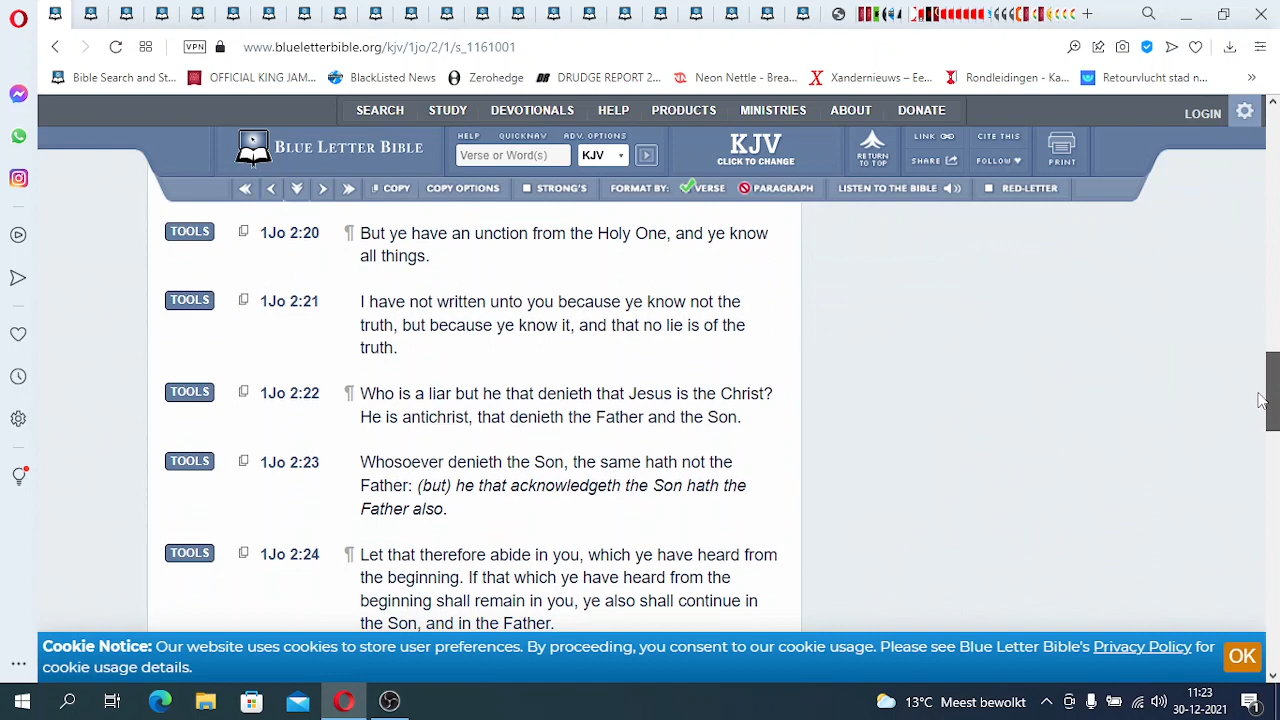 www.blueletterbible.org/kjv/1jo/2/1/s_1161001
VPN
Bible Search and St...
OFFICIAL KING JAM...
BlackListed News
Zerohedge
DRUDGE REPORT 2...
Neon Nettle - Brea...
Xandernieuws – Ee...
Rondleidingen - Ka...
Retourvlucht stad n...
SEARCH STUDY DEVOTIONALS HELP PRODUCTS MINISTRIES ABOUT DONATE
LOGIN
BLUE LETTER BIBLE
HELP QUICKNAV ADV. OPTIONS
Verse or Word(s)
KJV
KJV
CLICK TO CHANGE
RETURN
TO TOP
LINK
CITE THIS
SHARE
FOLLOW
PRINT
COPY COPY OPTIONS STRONG'S FORMAT BY: VERSE PARAGRAPH LISTEN TO THE BIBLE RED-LETTER
TOOLS 1Jo 2:20 ¶ But ye have an unction from the Holy One, and ye know
all things.
TOOLS 1Jo 2:21 I have not written unto you because ye know not the
truth, but because ye know it, and that no lie is of the
truth.
TOOLS 1Jo 2:22 ¶ Who is a liar but he that denieth that Jesus is the Christ?
He is antichrist, that denieth the Father and the Son.
TOOLS 1Jo 2:23 Whosoever denieth the Son, the same hath not the
Father: (but) he that acknowledgeth the Son hath the
Father also.
TOOLS 1Jo 2:24 ¶ Let that therefore abide in you, which ye have heard from
the beginning. If that which ye have heard from the
beginning shall remain in you, ye also shall continue in
the Son, and in the Father.
Cookie Notice: Our website uses cookies to store user preferences. By proceeding, you consent to our cookie usage. Please see Blue Letter Bible's Privacy Policy for
cookie usage details.
OK
13°C Meest bewolkt
11:23
30-12-2021